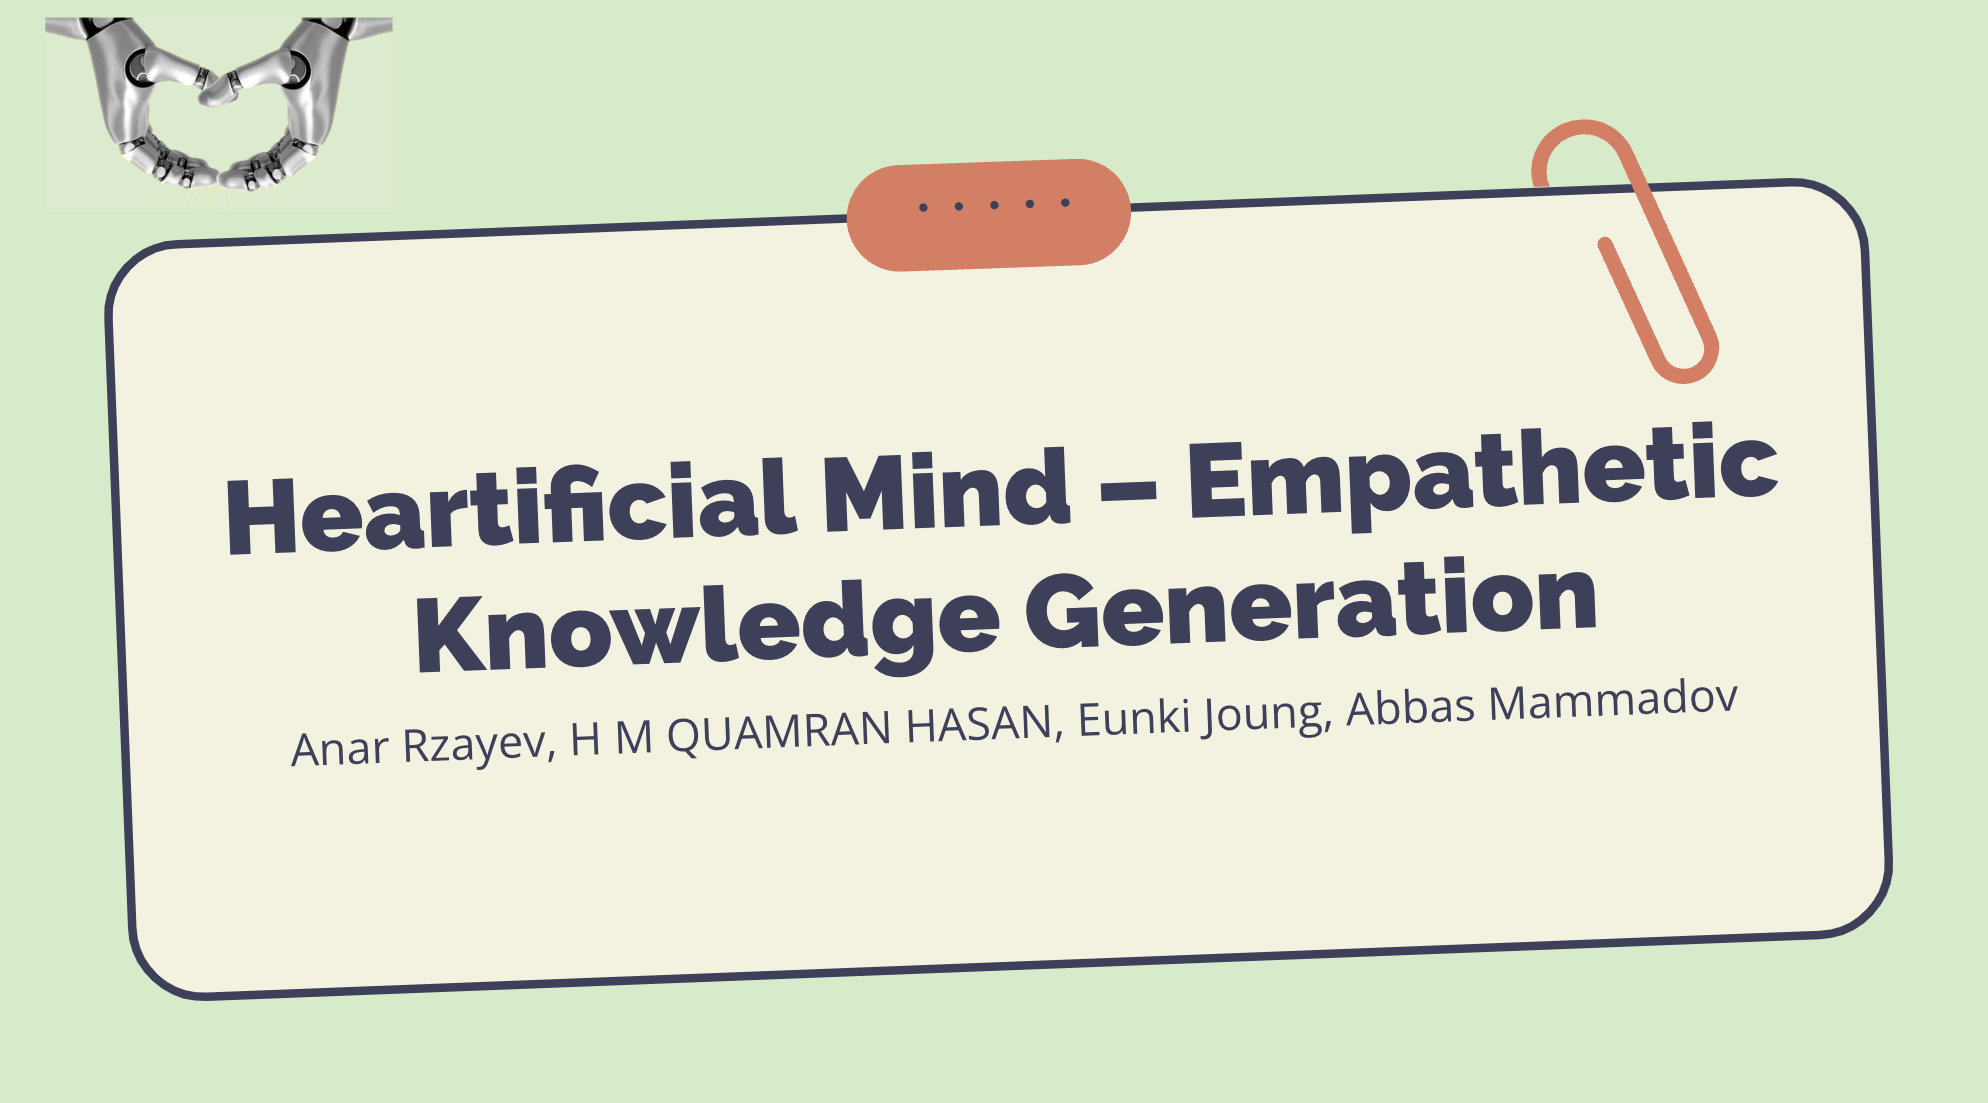 Heartificial Mind – Empathetic
Knowledge Generation
Anar Rzayev, H M QUAMRAN HASAN, Eunki Joung, Abbas Mammadov